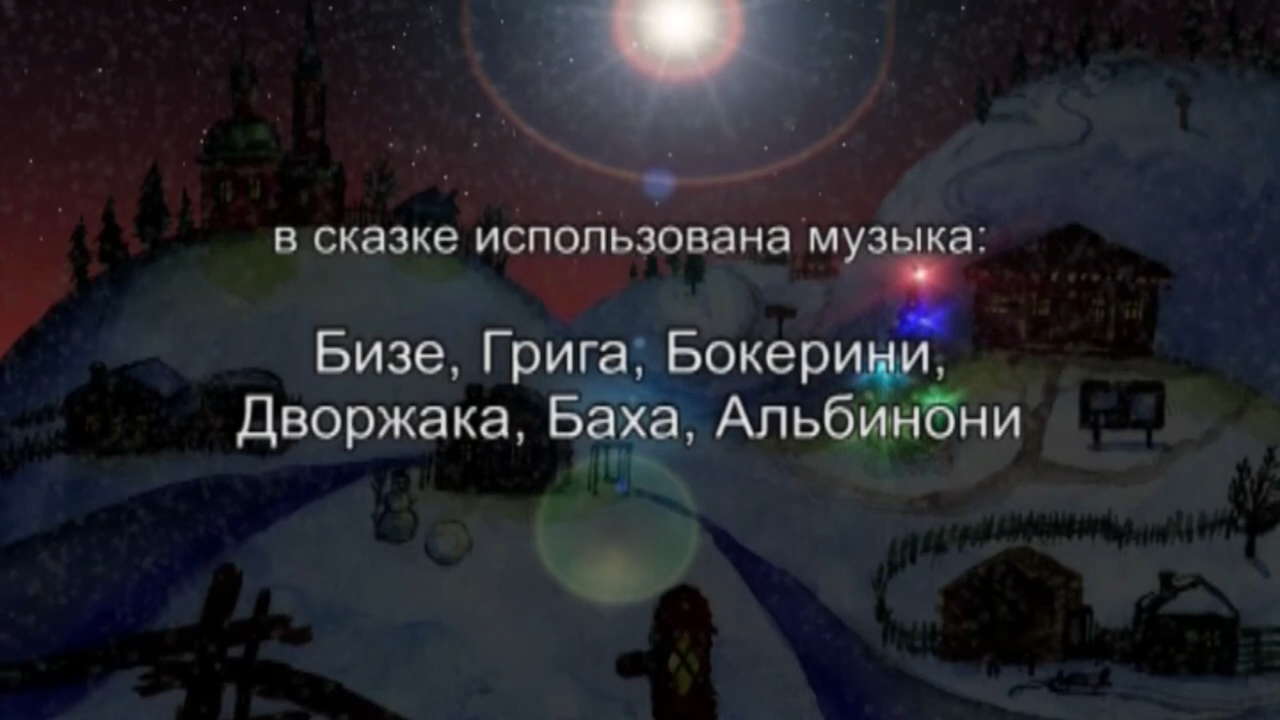 в сказке использована музыка:
Бизе, Грига, Бокерини,
Дворжака, Баха, Альбинони